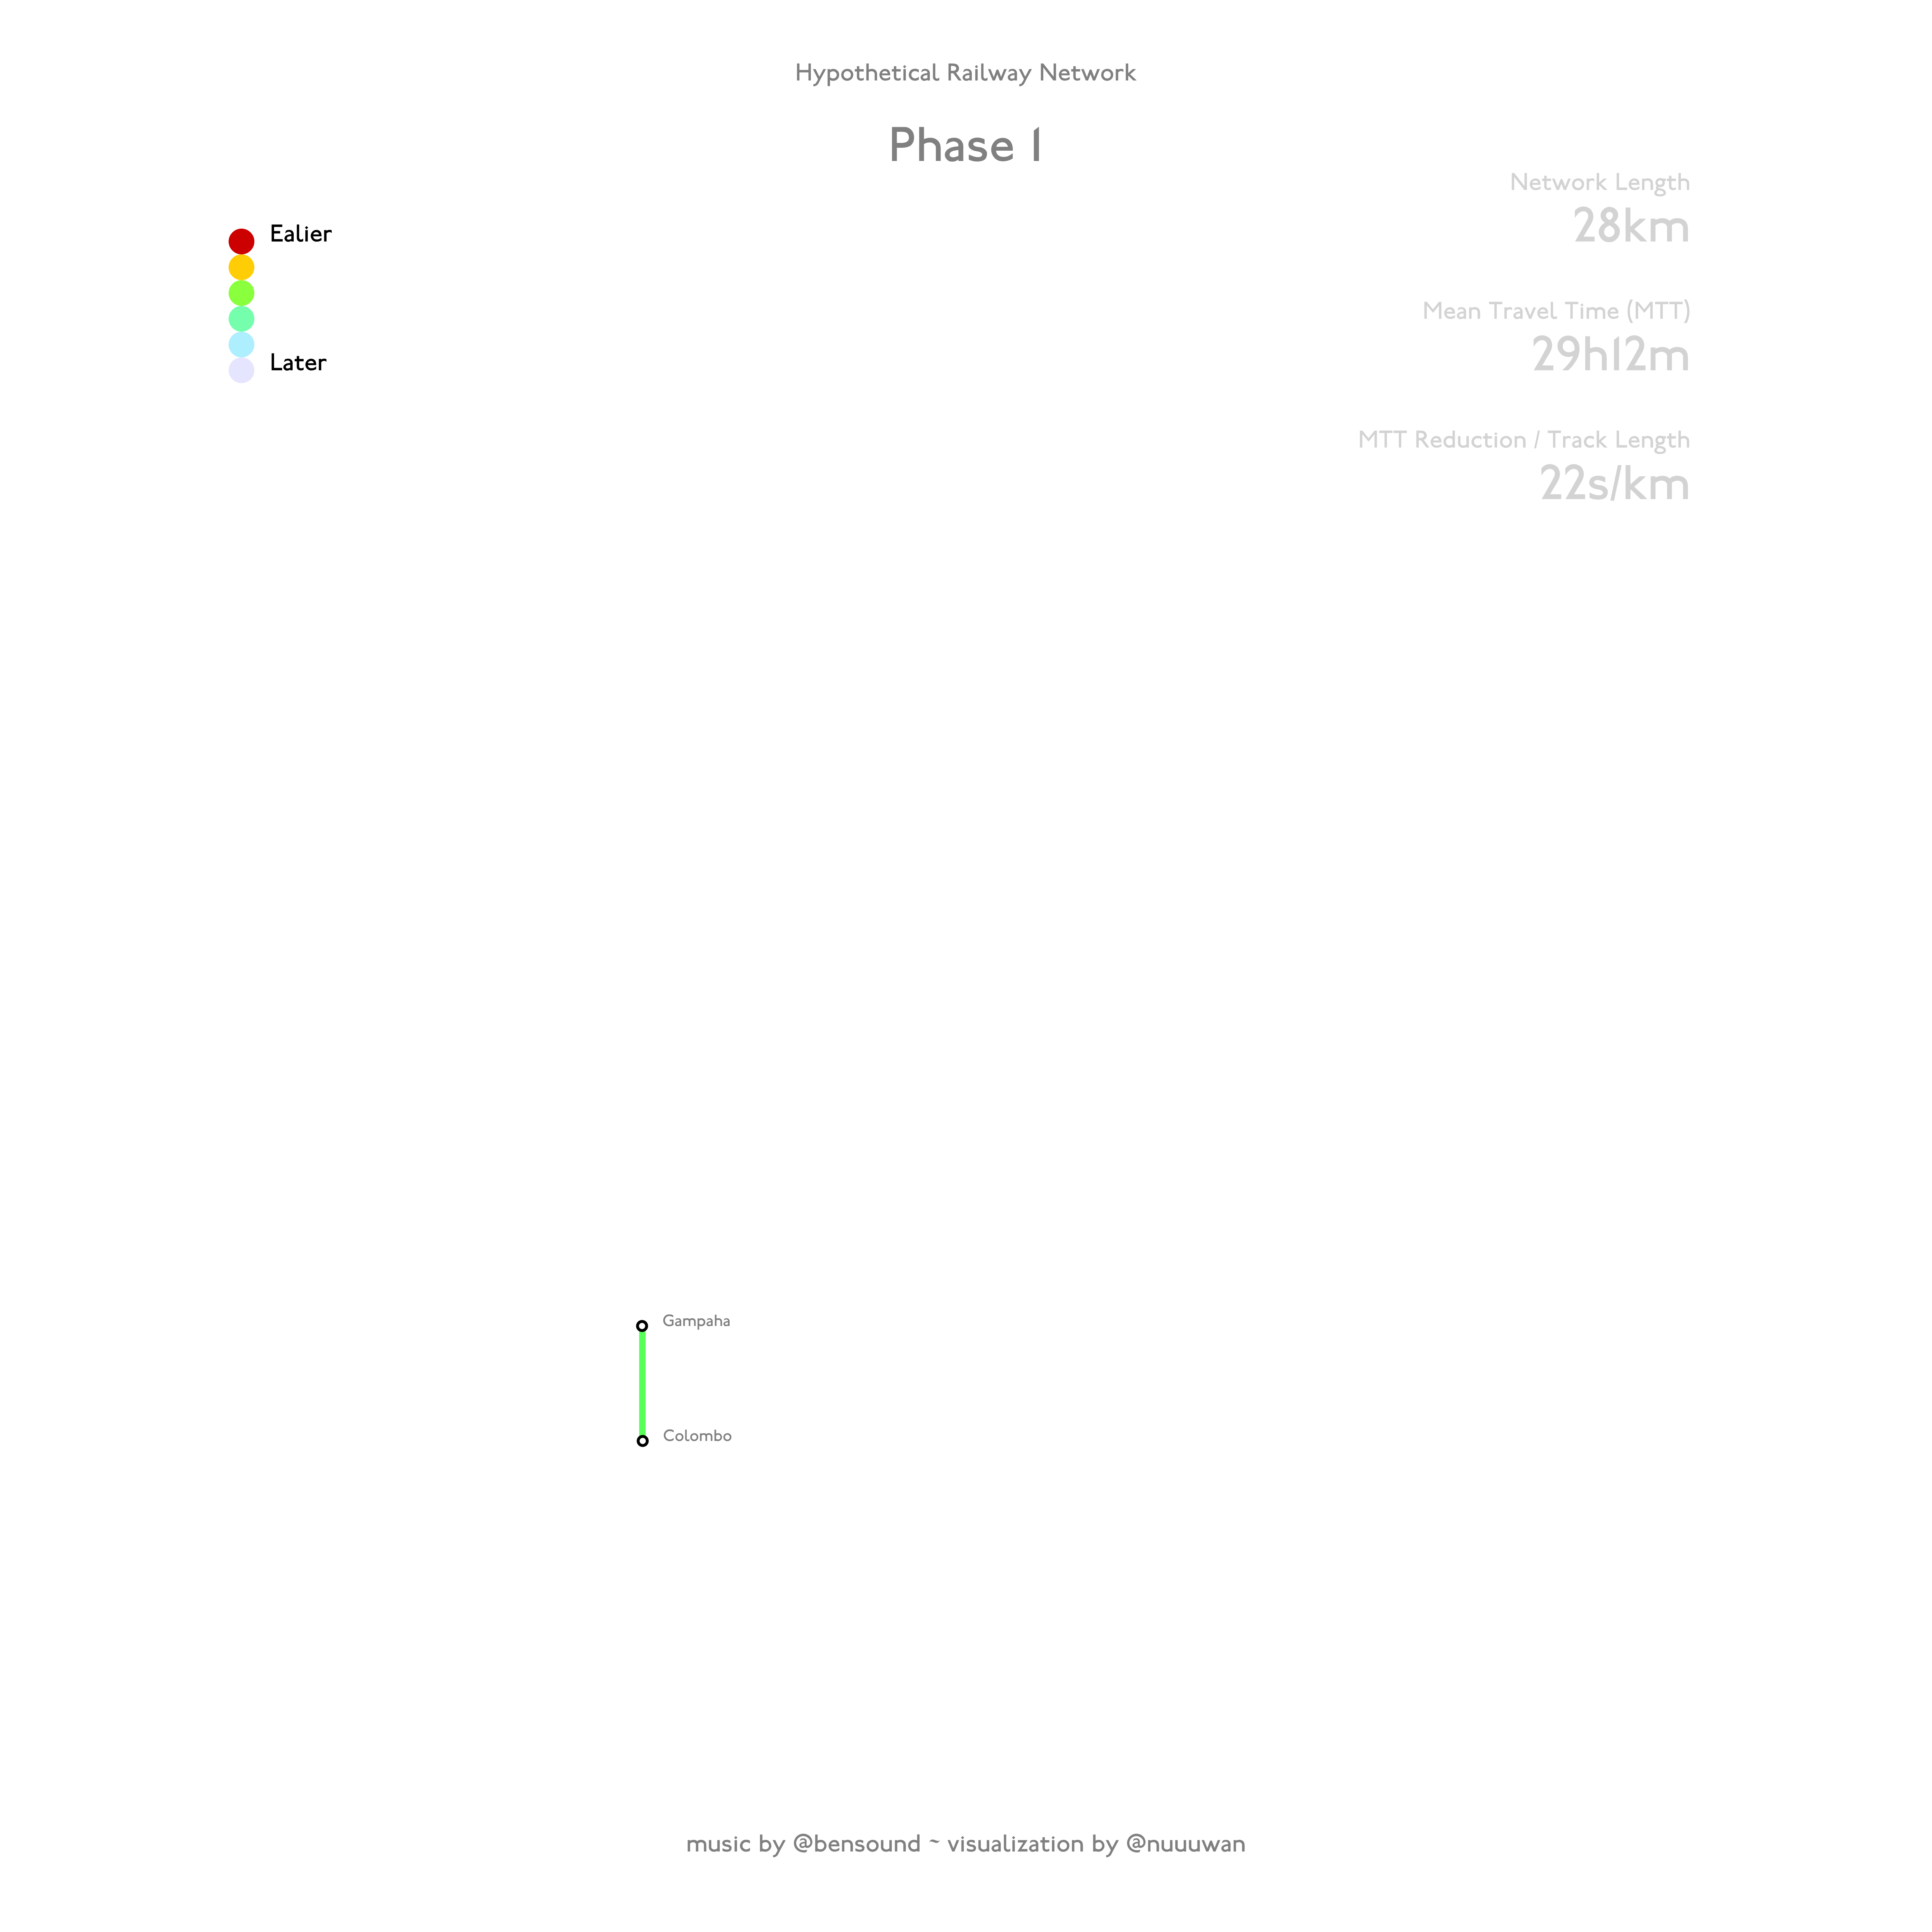 Hypothetical Railway Network
Phase 1
Network Length
28km
Ealier
Mean Travel Time (MTT)
29h12m
Later
MTT Reduction / Track Length
22s/km
Gampaha
Colombo
music by @bensound ~ visualization by @nuuuwan